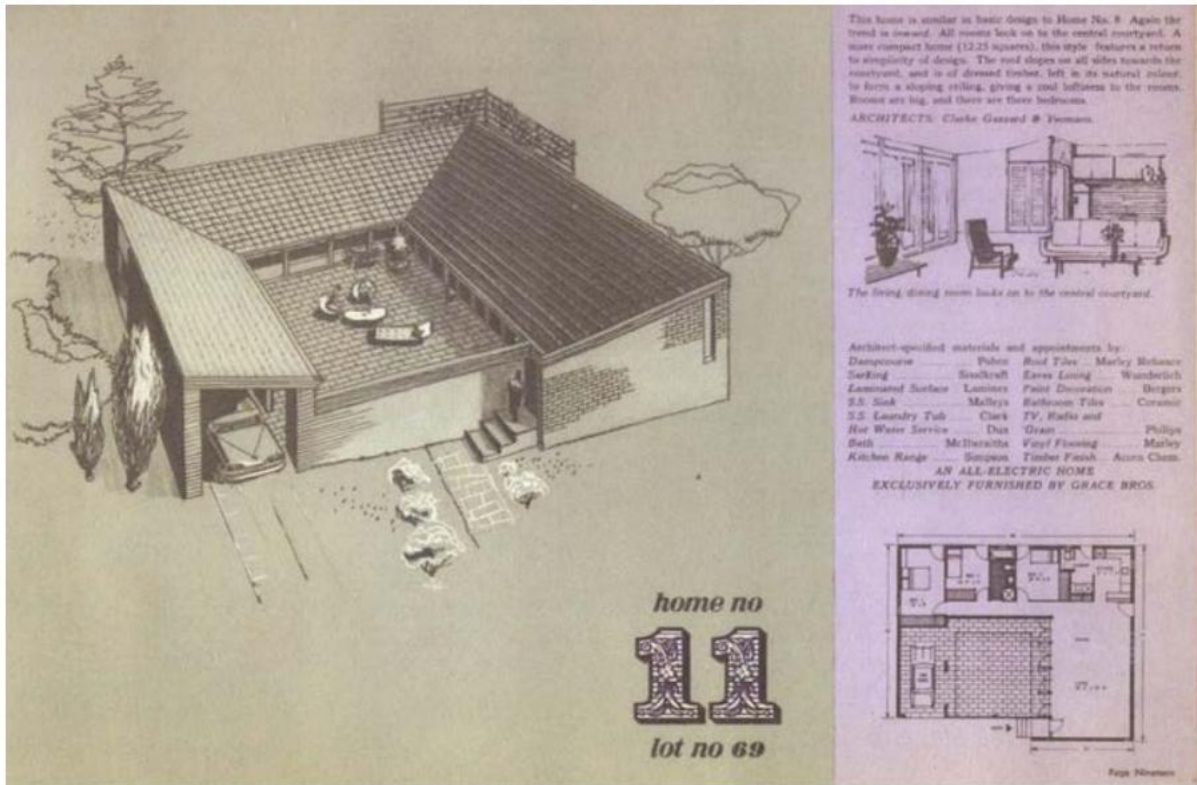 home no
11
lot no 69
This home is similar in basic design to Home No. 8 Again the
trend is inward. All rooms look on to the central courtyard. A
more compact home (12.25 squares), this style features a return
to simplicity of design. The roof slopes on all sides towards the
courtyard, and is of dressed timber, left in its natural colour,
to form a sloping ceiling, giving a cool loftiness to the rooms.
Rooms are big, and there are three bedrooms.
ARCHITECTS: Clarke Gazzard & Yeomans.
The living/dining room looks on to the central courtyard.
Architect-specified materials and appointments by:
Dampcourse Pabco Roof Tiles Marley
Sarking Sisalkraft Eaves Lining Wunderlich
Laminated Surface Laminex Paint Decoration Bergers
S.S. Sink Malleys Bathroom Tiles Ceramic
S.S. Laundry Tub Clark TV, Radio and
Hot Water Service Dux 'Gram Philips
Bath McIlwraiths Vinyl Flooring Marley
Kitchen Range Simpson Timber Finish Acorn Chem.
AN ALL-ELECTRIC HOME
EXCLUSIVELY FURNISHED BY GRACE BROS.
Page Nineteen